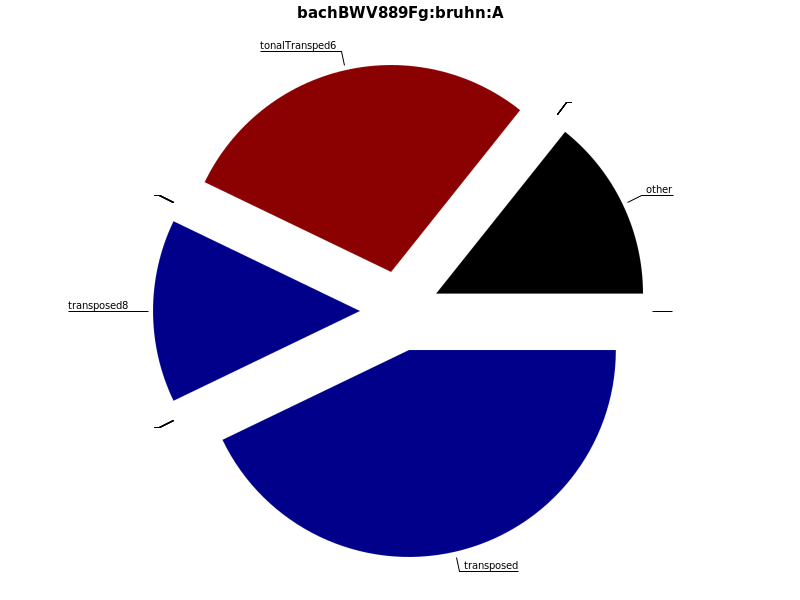 bachBWV889Fg:bruhn:A
tonalTransped6
other
transposed8
transposed